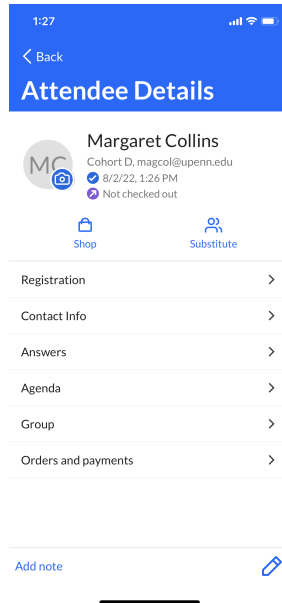 1:27
Back
Attendee Details
MC
Margaret Collins
Cohort D, magcol@upenn.edu
8/2/22, 1:26 PM
Not checked out
Shop
Substitute
Registration
Contact Info
Answers
Agenda
Group
Orders and payments
Add note